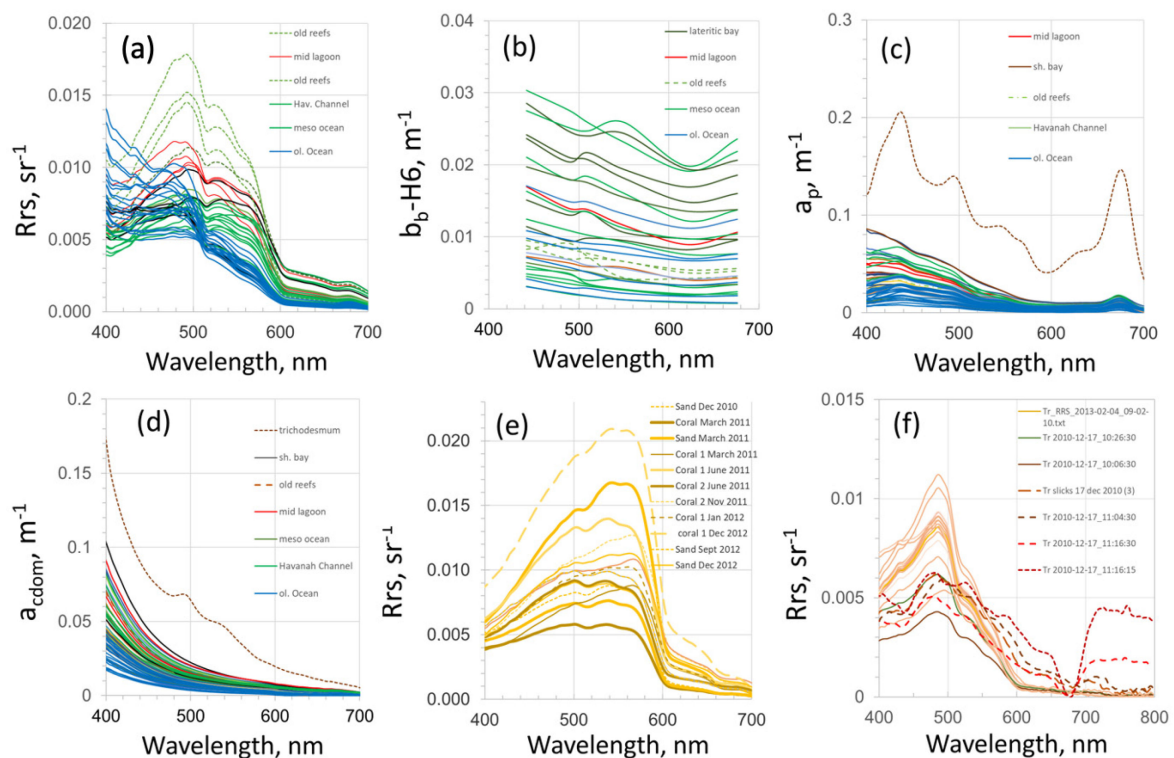 (a)
Rrs, sr-1
0.020
0.015
0.010
0.005
0.000
400 500 600 700
Wavelength, nm
old reefs
mid lagoon
old reefs
Hav. Channel
meso ocean
ol. Ocean
(b)
bb-H6, m-1
0.04
0.03
0.02
0.01
0
400 500 600 700
Wavelength, nm
lateritic bay
mid lagoon
old reefs
meso ocean
ol. Ocean
(c)
ap, m-1
0.3
0.2
0.1
0
400 500 600 700
Wavelength, nm
mid lagoon
sh. bay
old reefs
Havanah Channel
ol. Ocean
(d)
acdom, m-1
0.2
0.15
0.1
0.05
0
400 500 600 700
Wavelength, nm
trichodesmum
sh. bay
old reefs
mid lagoon
meso ocean
Havanah Channel
ol. Ocean
(e)
Rrs, sr-1
0.020
0.015
0.010
0.005
0.000
400 500 600 700
Wavelength, nm
Sand Dec 2010
Coral March 2011
Sand March 2011
Coral 1 March 2011
Coral 1 June 2011
Coral 2 June 2011
Coral 2 Nov 2011
Coral 1 Jan 2012
coral 1 Dec 2012
Sand Sept 2012
Sand Dec 2012
(f)
Rrs, sr-1
0.01
0.005
0
400 500 600 700 800
Wavelength, nm
Tr_RRS_2013-02-04_09-02-
10.txt
Tr 2010-12-17_10:26:30
Tr 2010-12-17_10:06:30
Tr slicks 17 dec 2010 (3)
Tr 2010-12-17_11:04:30
Tr 2010-12-17_11:16:30
Tr 2010-12-17_11:16:15